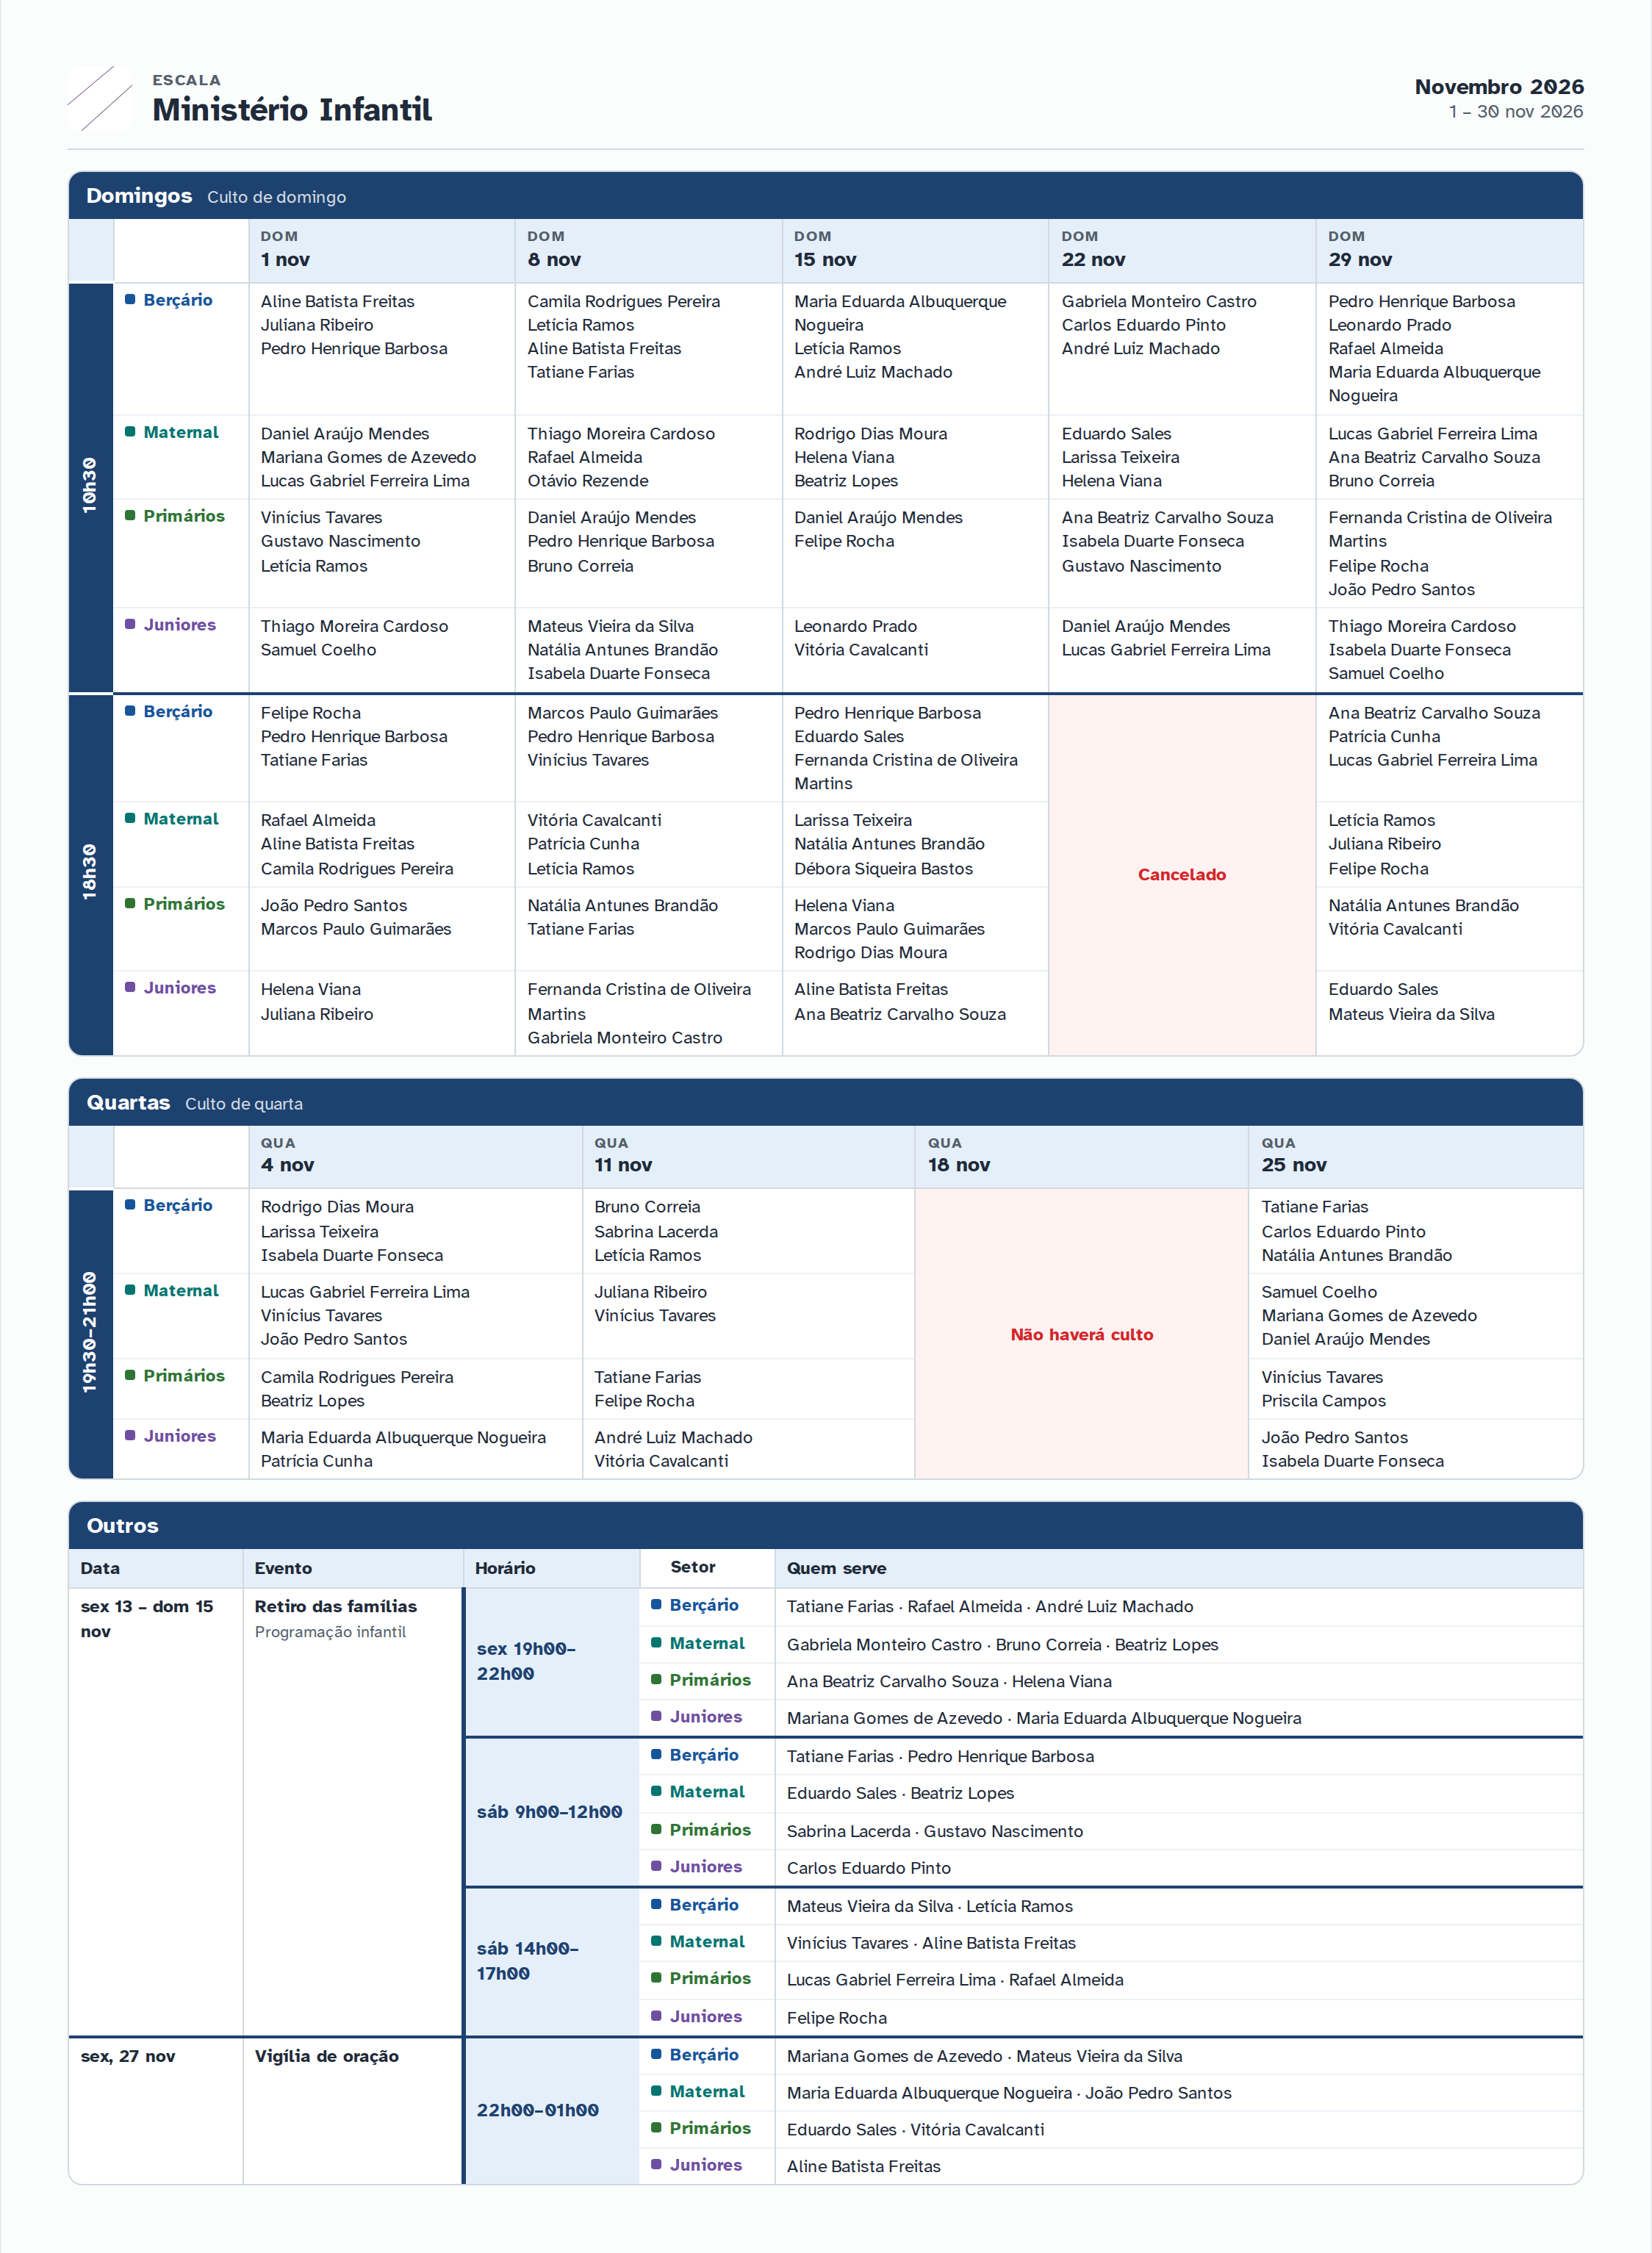 ESCALA
Ministério Infantil
Novembro 2026
1 – 30 nov 2026
Domingos Culto de domingo
DOM
1 nov
DOM
8 nov
DOM
15 nov
DOM
22 nov
DOM
29 nov
10h30
Berçário
Aline Batista Freitas
Juliana Ribeiro
Pedro Henrique Barbosa
Camila Rodrigues Pereira
Letícia Ramos
Aline Batista Freitas
Tatiane Farias
Maria Eduarda Albuquerque
Nogueira
Letícia Ramos
André Luiz Machado
Gabriela Monteiro Castro
Carlos Eduardo Pinto
André Luiz Machado
Pedro Henrique Barbosa
Leonardo Prado
Rafael Almeida
Maria Eduarda Albuquerque
Nogueira
Maternal
Daniel Araújo Mendes
Mariana Gomes de Azevedo
Lucas Gabriel Ferreira Lima
Thiago Moreira Cardoso
Rafael Almeida
Otávio Rezende
Rodrigo Dias Moura
Helena Viana
Beatriz Lopes
Eduardo Sales
Larissa Teixeira
Helena Viana
Lucas Gabriel Ferreira Lima
Ana Beatriz Carvalho Souza
Bruno Correia
Primários
Vinícius Tavares
Gustavo Nascimento
Letícia Ramos
Daniel Araújo Mendes
Pedro Henrique Barbosa
Bruno Correia
Daniel Araújo Mendes
Felipe Rocha
Ana Beatriz Carvalho Souza
Isabela Duarte Fonseca
Gustavo Nascimento
Fernanda Cristina de Oliveira
Martins
Felipe Rocha
João Pedro Santos
Juniores
Thiago Moreira Cardoso
Samuel Coelho
Mateus Vieira da Silva
Natália Antunes Brandão
Isabela Duarte Fonseca
Leonardo Prado
Vitória Cavalcanti
Daniel Araújo Mendes
Lucas Gabriel Ferreira Lima
Thiago Moreira Cardoso
Isabela Duarte Fonseca
Samuel Coelho
18h30
Berçário
Felipe Rocha
Pedro Henrique Barbosa
Tatiane Farias
Marcos Paulo Guimarães
Pedro Henrique Barbosa
Vinícius Tavares
Pedro Henrique Barbosa
Eduardo Sales
Fernanda Cristina de Oliveira
Martins
Cancelado
Ana Beatriz Carvalho Souza
Patrícia Cunha
Lucas Gabriel Ferreira Lima
Maternal
Rafael Almeida
Aline Batista Freitas
Camila Rodrigues Pereira
Vitória Cavalcanti
Patrícia Cunha
Letícia Ramos
Larissa Teixeira
Natália Antunes Brandão
Débora Siqueira Bastos
Letícia Ramos
Juliana Ribeiro
Felipe Rocha
Primários
João Pedro Santos
Marcos Paulo Guimarães
Natália Antunes Brandão
Tatiane Farias
Helena Viana
Marcos Paulo Guimarães
Rodrigo Dias Moura
Natália Antunes Brandão
Vitória Cavalcanti
Juniores
Helena Viana
Juliana Ribeiro
Fernanda Cristina de Oliveira
Martins
Gabriela Monteiro Castro
Aline Batista Freitas
Ana Beatriz Carvalho Souza
Eduardo Sales
Mateus Vieira da Silva
Quartas Culto de quarta
QUA
4 nov
QUA
11 nov
QUA
18 nov
QUA
25 nov
19h30–21h00
Berçário
Rodrigo Dias Moura
Larissa Teixeira
Isabela Duarte Fonseca
Bruno Correia
Sabrina Lacerda
Letícia Ramos
Não haverá culto
Tatiane Farias
Carlos Eduardo Pinto
Natália Antunes Brandão
Maternal
Lucas Gabriel Ferreira Lima
Vinícius Tavares
João Pedro Santos
Juliana Ribeiro
Vinícius Tavares
Samuel Coelho
Mariana Gomes de Azevedo
Daniel Araújo Mendes
Primários
Camila Rodrigues Pereira
Beatriz Lopes
Tatiane Farias
Felipe Rocha
Vinícius Tavares
Priscila Campos
Juniores
Maria Eduarda Albuquerque Nogueira
Patrícia Cunha
André Luiz Machado
Vitória Cavalcanti
João Pedro Santos
Isabela Duarte Fonseca
Outros
Data Evento Horário Setor Quem serve
sex 13 – dom 15
nov
Retiro das famílias
Programação infantil
sex 19h00–
22h00
Berçário Tatiane Farias · Rafael Almeida · André Luiz Machado
Maternal Gabriela Monteiro Castro · Bruno Correia · Beatriz Lopes
Primários Ana Beatriz Carvalho Souza · Helena Viana
Juniores Mariana Gomes de Azevedo · Maria Eduarda Albuquerque Nogueira
sáb 9h00–12h00
Berçário Tatiane Farias · Pedro Henrique Barbosa
Maternal Eduardo Sales · Beatriz Lopes
Primários Sabrina Lacerda · Gustavo Nascimento
Juniores Carlos Eduardo Pinto
sáb 14h00–
17h00
Berçário Mateus Vieira da Silva · Letícia Ramos
Maternal Vinícius Tavares · Aline Batista Freitas
Primários Lucas Gabriel Ferreira Lima · Rafael Almeida
Juniores Felipe Rocha
sex, 27 nov
Vigília de oração
22h00–01h00
Berçário Mariana Gomes de Azevedo · Mateus Vieira da Silva
Maternal Maria Eduarda Albuquerque Nogueira · João Pedro Santos
Primários Eduardo Sales · Vitória Cavalcanti
Juniores Aline Batista Freitas